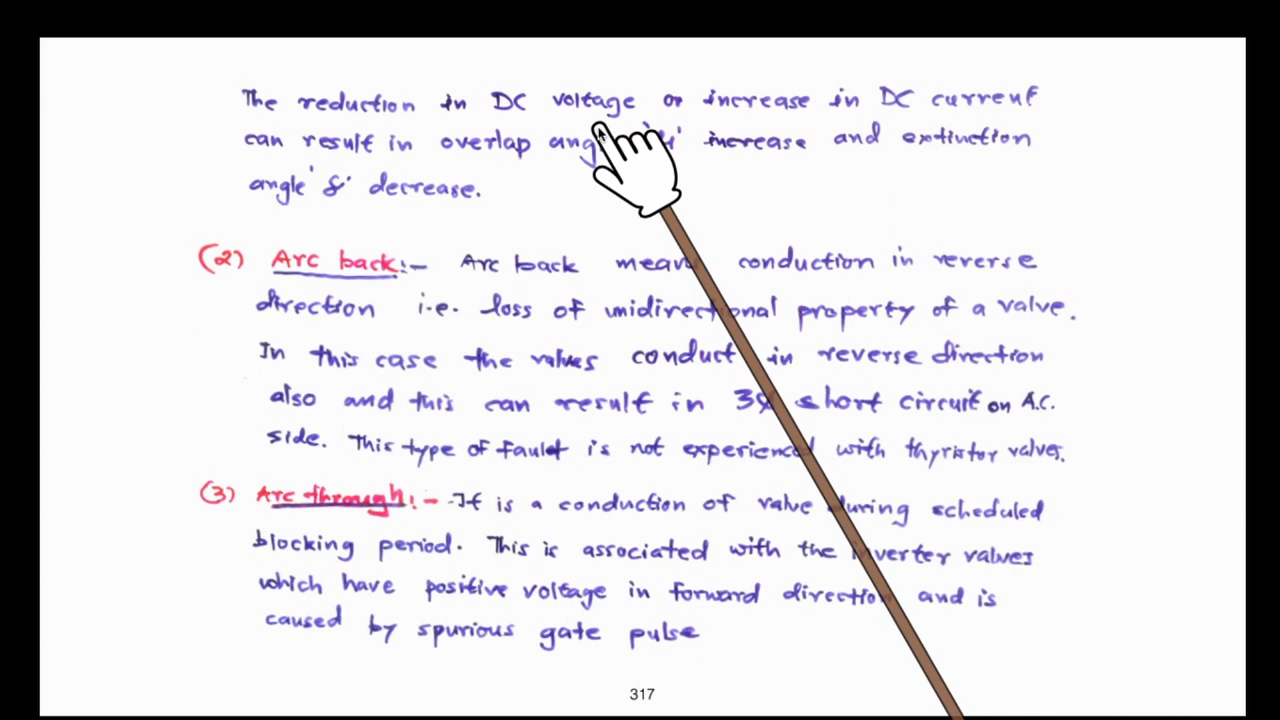 The reduction in DC voltage or increase in DC current
can result in overlap increase and extinction
angle '8' decrease.
(2) Arc back:- Arc back means conduction in reverse
direction i.e. loss of unidirectional property of a valve.
In this case the valves conduct in reverse direction
also and this can result in 3φ short circuit on A.C.
side. This type of fault is not experienced with thyristor valves.
(3) Arc through:- It is a conduction of valve during scheduled
blocking period. This is associated with the inverter valves
which have positive voltage in forward direction and is
caused by spurious gate pulse
317